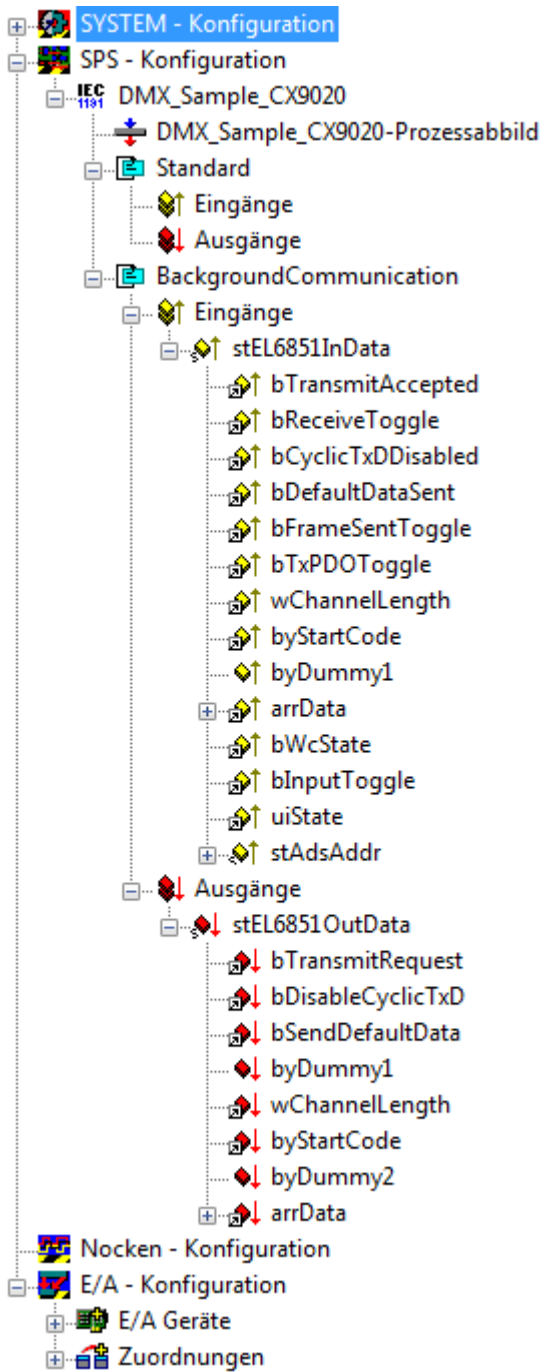 SYSTEM - Konfiguration
SPS - Konfiguration
IEC 1131 DMX_Sample_CX9020
DMX_Sample_CX9020-Prozessabbild
Standard
Eingänge
Ausgänge
BackgroundCommunication
Eingänge
stEL6851InData
bTransmitAccepted
bReceiveToggle
bCyclicTxDDisabled
bDefaultDataSent
bFrameSentToggle
bTxPDOToggle
wChannelLength
byStartCode
byDummy1
arrData
bWcState
bInputToggle
uiState
stAdsAddr
Ausgänge
stEL6851OutData
bTransmitRequest
bDisableCyclicTxD
bSendDefaultData
byDummy1
wChannelLength
byStartCode
byDummy2
arrData
Nocken - Konfiguration
E/A - Konfiguration
E/A Geräte
Zuordnungen